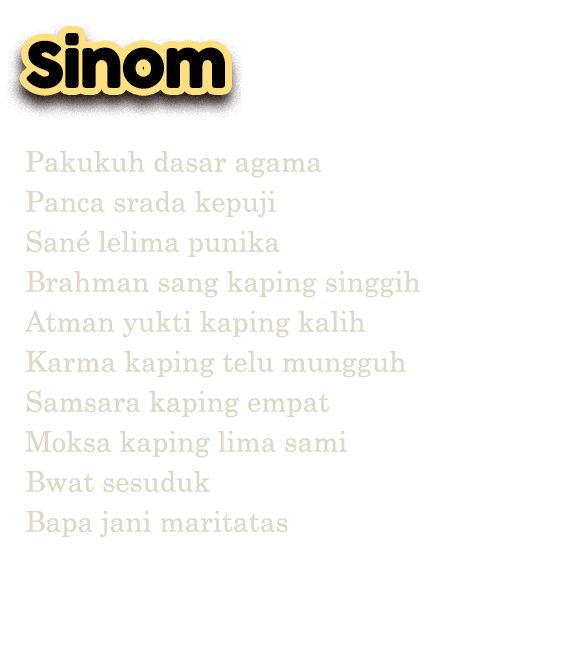 Sinom
Pakukuh dasar agama
Panca srada kepuji
Sané lelima punika
Brahman sang kaping singgih
Atman yukti kaping kalih
Karma kaping telu mungguh
Samsara kaping empat
Moksa kaping lima sami
Bwat sesuduk
Bapa jani maritatas